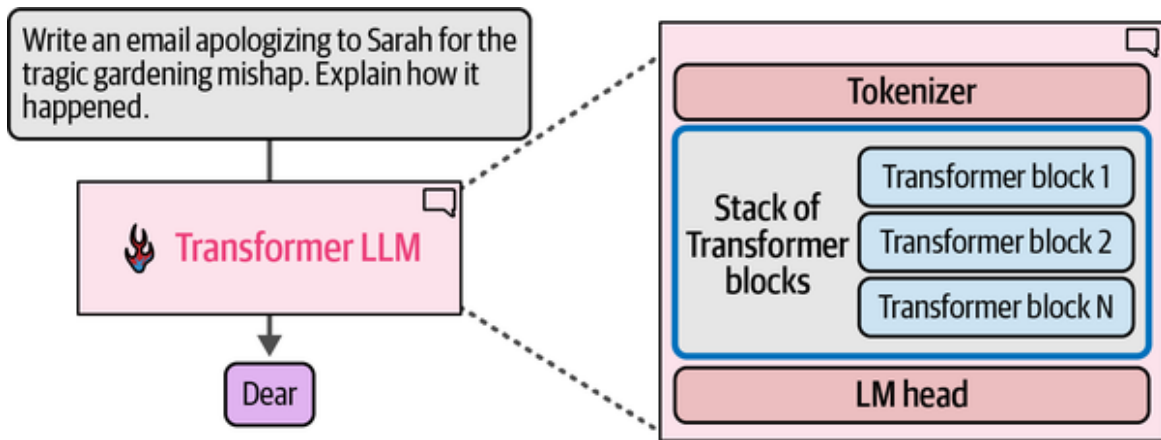 Write an email apologizing to Sarah for the
tragic gardening mishap. Explain how it
happened.
Transformer LLM
Dear
Tokenizer
Stack of
Transformer
blocks
Transformer block 1
Transformer block 2
Transformer block N
LM head